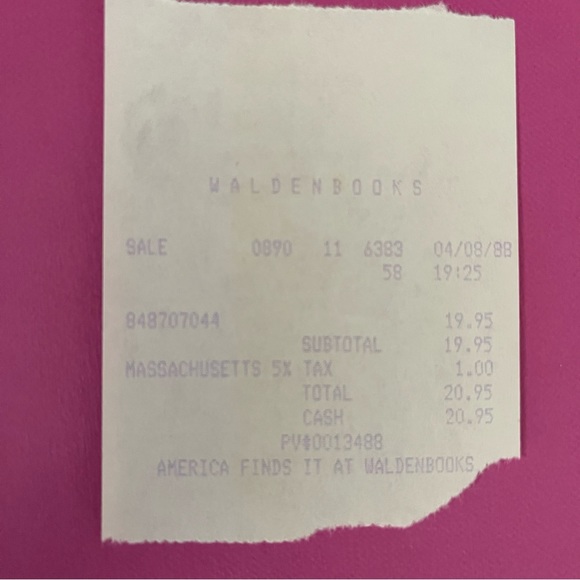 WALDENBOOKS
SALE 0890 11 6383 04/08/88
58 19:25
848707044 19.95
SUBTOTAL 19.95
MASSACHUSETTS 5% TAX 1.00
TOTAL 20.95
CASH 20.95
PV#0013488
AMERICA FINDS IT AT WALDENBOOKS